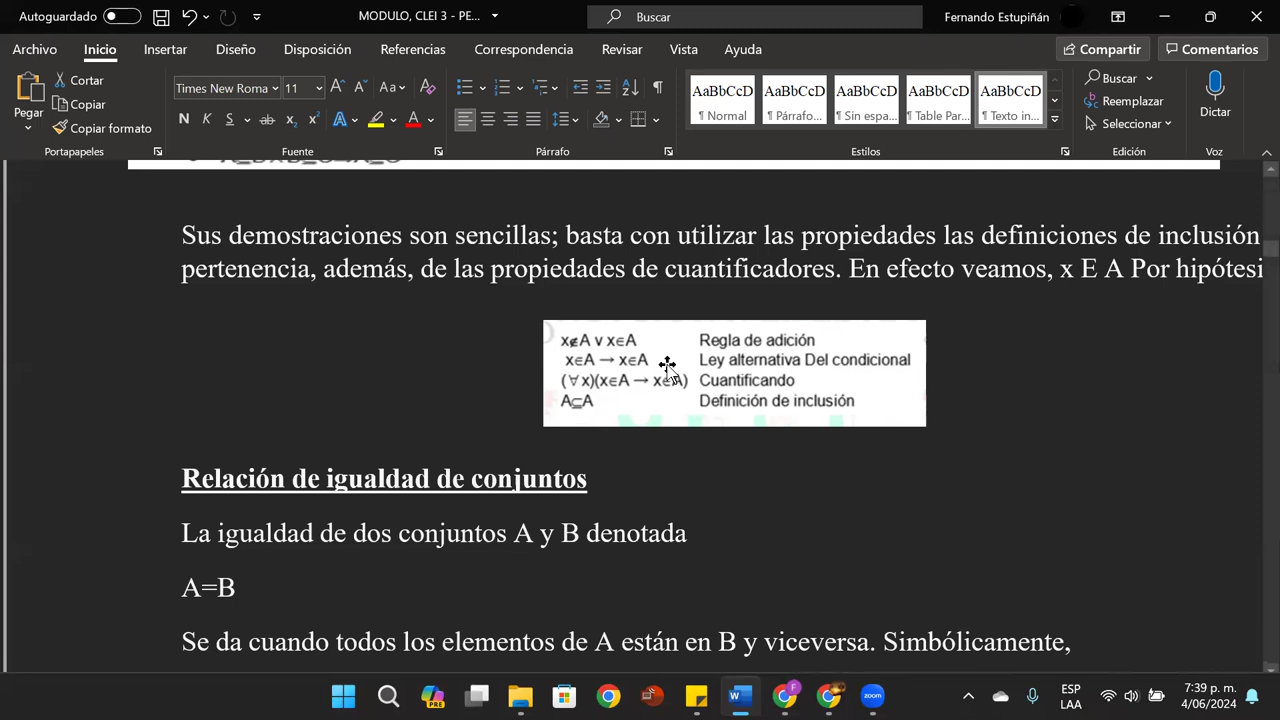 Autoguardado
MODULO, CLEI 3 - PE...
Buscar
Fernando Estupiñán
Archivo Inicio Insertar Diseño Disposición Referencias Correspondencia Revisar Vista Ayuda
Compartir
Comentarios
Pegar
Cortar
Copiar
Copiar formato
Portapapeles
Times New Roma 11
Aa
N K S ab x₂ x² A A
Fuente
Párrafo
AaBbCcD AaBbCcD AaBbCcD AaBbCcD AaBbCcD
¶ Normal ¶ Párrafo... ¶ Sin espa... ¶ Table Par... ¶ Texto in...
Estilos
Buscar
Reemplazar
Seleccionar
Edición
Dictar
Voz
Sus demostraciones son sencillas; basta con utilizar las propiedades las definiciones de inclusión
pertenencia, además, de las propiedades de cuantificadores. En efecto veamos, x E A Por hipótesi
x∉A ∨ x∈A Regla de adición
x∈A → x∈A Ley alternativa Del condicional
(∀x)(x∈A → x∈A) Cuantificando
A⊆A Definición de inclusión
Relación de igualdad de conjuntos
La igualdad de dos conjuntos A y B denotada
A=B
Se da cuando todos los elementos de A están en B y viceversa. Simbólicamente,
PRE
F
zoom
ESP
LAA
7:39 p. m.
4/06/2024